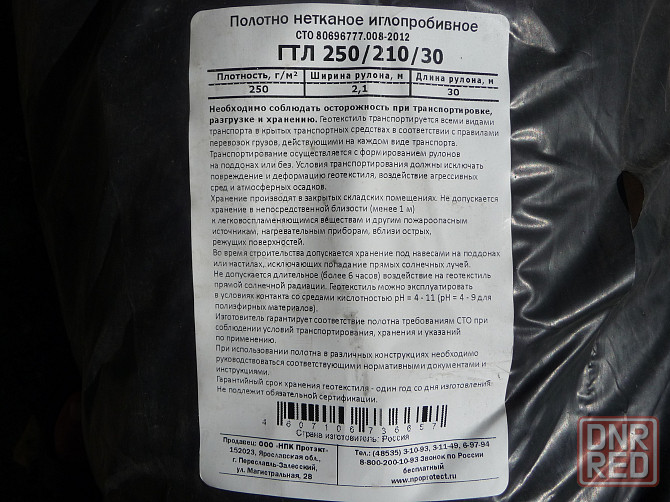 Полотно нетканое иглопробивное
СТО 80696777.008-2012
ГТЛ 250/210/30
Плотность, г/м² Ширина рулона, м Длина рулона, м
250 2,1 30
Необходимо соблюдать осторожность при транспортировке,
разгрузке и хранению. Геотекстиль транспортируется всеми видами
транспорта в крытых транспортных средствах в соответствии с правилами
перевозок грузов, действующими на каждом виде транспорта.
Транспортирование осуществляется с формированием рулонов
на поддонах или без. Условия транспортирования должны исключать
повреждение и деформацию геотекстиля, воздействие агрессивных
сред и атмосферных осадков.
Хранение производят в закрытых складских помещениях. Не допускается
хранение в непосредственной близости (менее 1 м)
к легковоспламеняющимся веществам и другим пожароопасным
источникам, нагревательным приборам, вблизи острых,
режущих поверхностей.
Во время строительства допускается хранение под навесами на поддонах
или настилах, исключающих попадание прямых солнечных лучей.
Не допускается длительное (более 6 часов) воздействие на геотекстиль
прямой солнечной радиации. Геотекстиль можно эксплуатировать
в условиях контакта со средами кислотностью pH = 4 - 11 (pH = 4 - 9 для
полиэфирных материалов).
Изготовитель гарантирует соответствие полотна требованиям СТО при
соблюдении условий транспортирования, хранения и указаний
по применению.
При использовании полотна в различных конструкциях необходимо
руководствоваться соответствующими нормативными документами и
инструкциями.
Гарантийный срок хранения геотекстиля - один год со дня изготовления.
Не подлежит обязательной сертификации.
4607106736657
Страна изготовитель: Россия
Продавец: ООО «НПК Протэкт»
152023, Ярославская обл.,
г. Переславль-Залесский,
ул. Магистральная, 28
Тел.: (48535) 3-10-93, 3-11-49, 6-97-94
8-800-200-10-93 Звонок по России
бесплатный
www.npoprotect.ru
DNR
RED